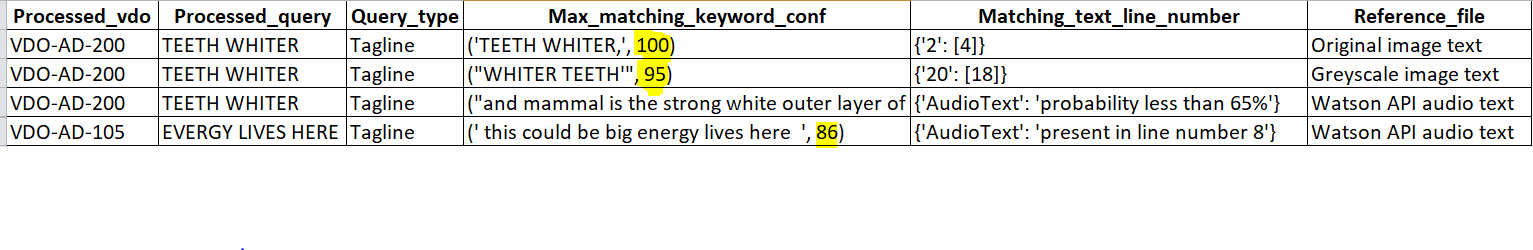 Processed_vdo Processed_query Query_type Max_matching_keyword_conf Matching_text_line_number Reference_file
VDO-AD-200 TEETH WHITER Tagline ('TEETH WHITER,', 100) {'2': [4]} Original image text
VDO-AD-200 TEETH WHITER Tagline ("WHITER TEETH'", 95) {'20': [18]} Greyscale image text
VDO-AD-200 TEETH WHITER Tagline ("and mammal is the strong white outer layer of {'AudioText': 'probability less than 65%'} Watson API audio text
VDO-AD-105 EVERGY LIVES HERE Tagline (' this could be big energy lives here ', 86) {'AudioText': 'present in line number 8'} Watson API audio text